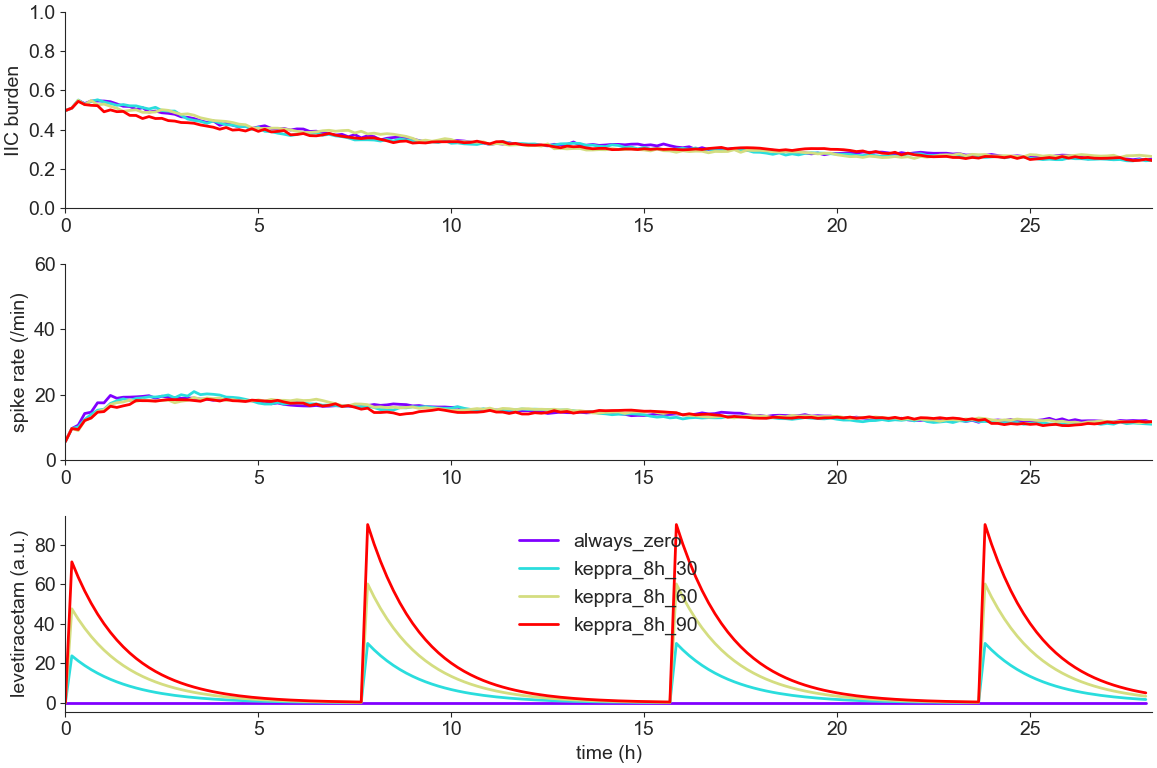 1.0
0.8
0.6
0.4
0.2
0.0
IIC burden
0 5 10 15 20 25
60
40
20
0
spike rate (/min)
0 5 10 15 20 25
80
60
40
20
0
levetiracetam (a.u.)
always_zero
keppra_8h_30
keppra_8h_60
keppra_8h_90
0 5 10 15 20 25
time (h)